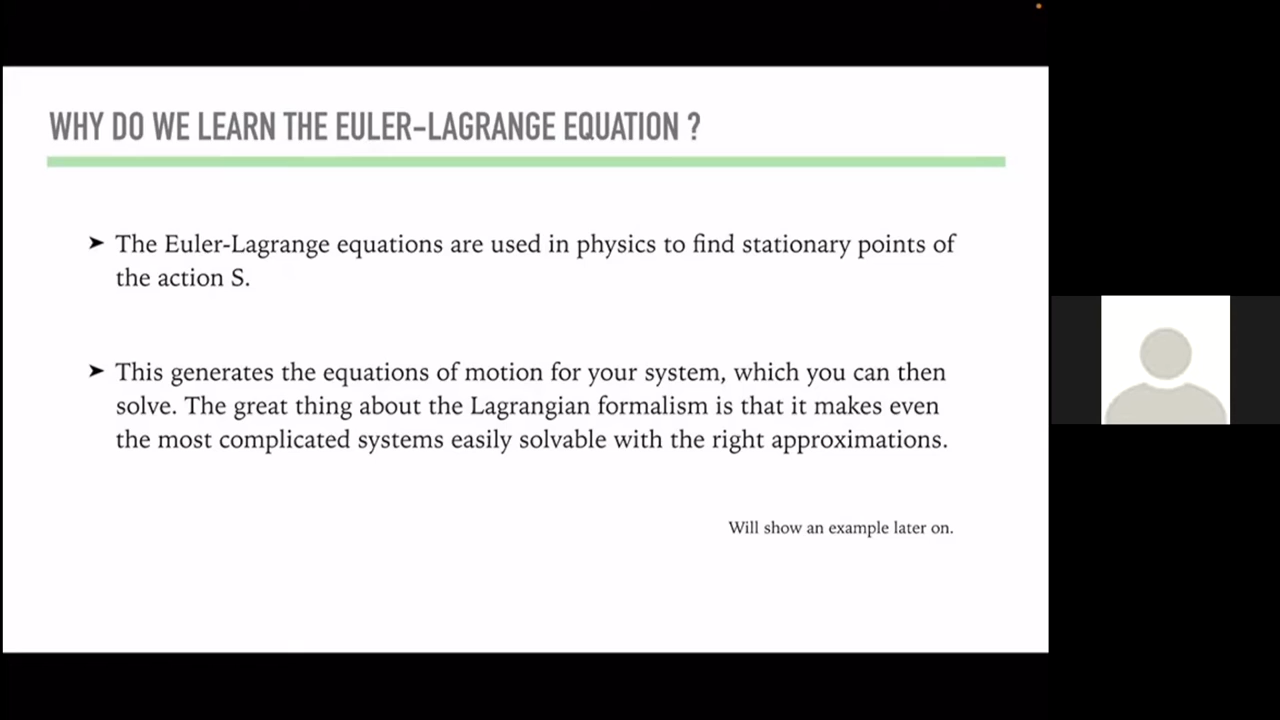 WHY DO WE LEARN THE EULER-LAGRANGE EQUATION ?
➤ The Euler-Lagrange equations are used in physics to find stationary points of
the action S.
➤ This generates the equations of motion for your system, which you can then
solve. The great thing about the Lagrangian formalism is that it makes even
the most complicated systems easily solvable with the right approximations.
Will show an example later on.